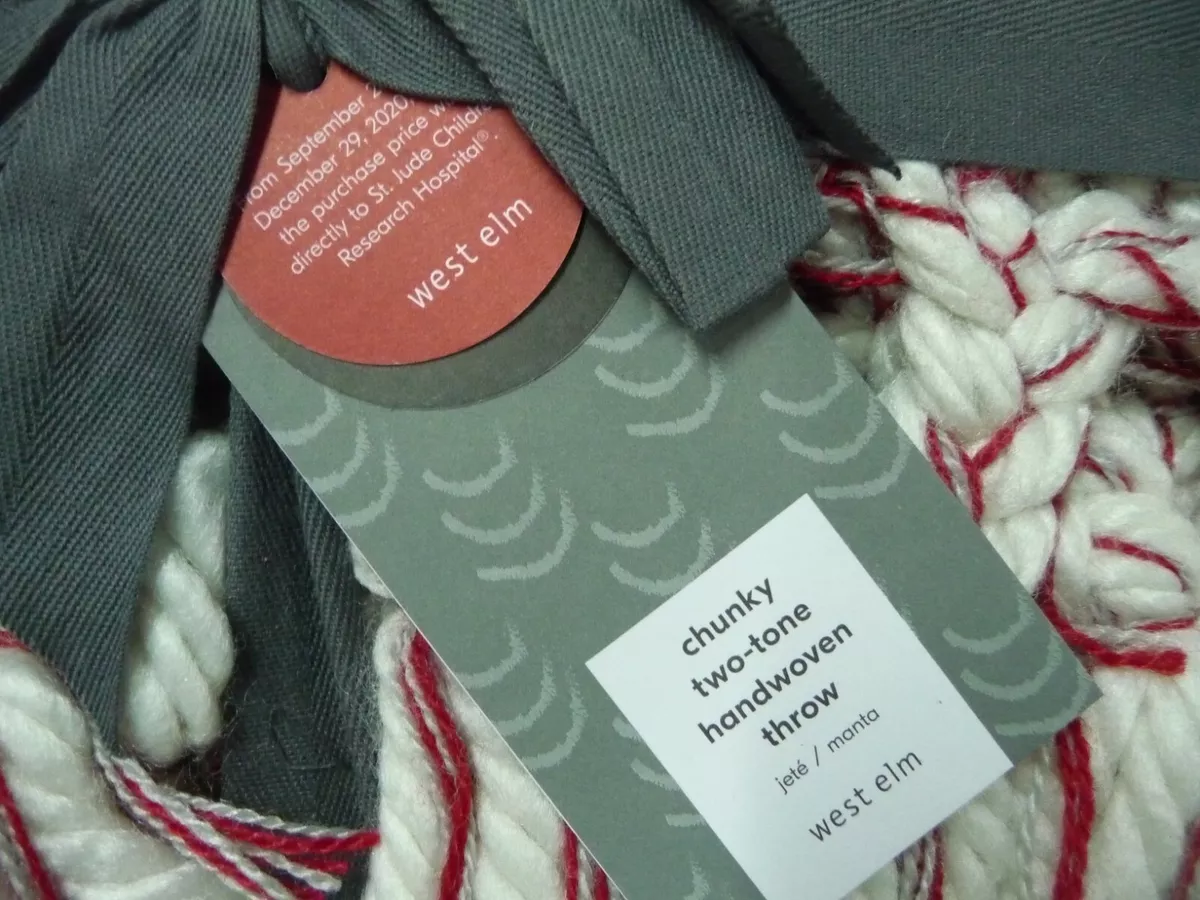 from September
December 29, 2020,
the purchase price
directly to St. Jude
Research Hospital®.
west elm
chunky
two-tone
handwoven
throw
jeté / manta
west elm